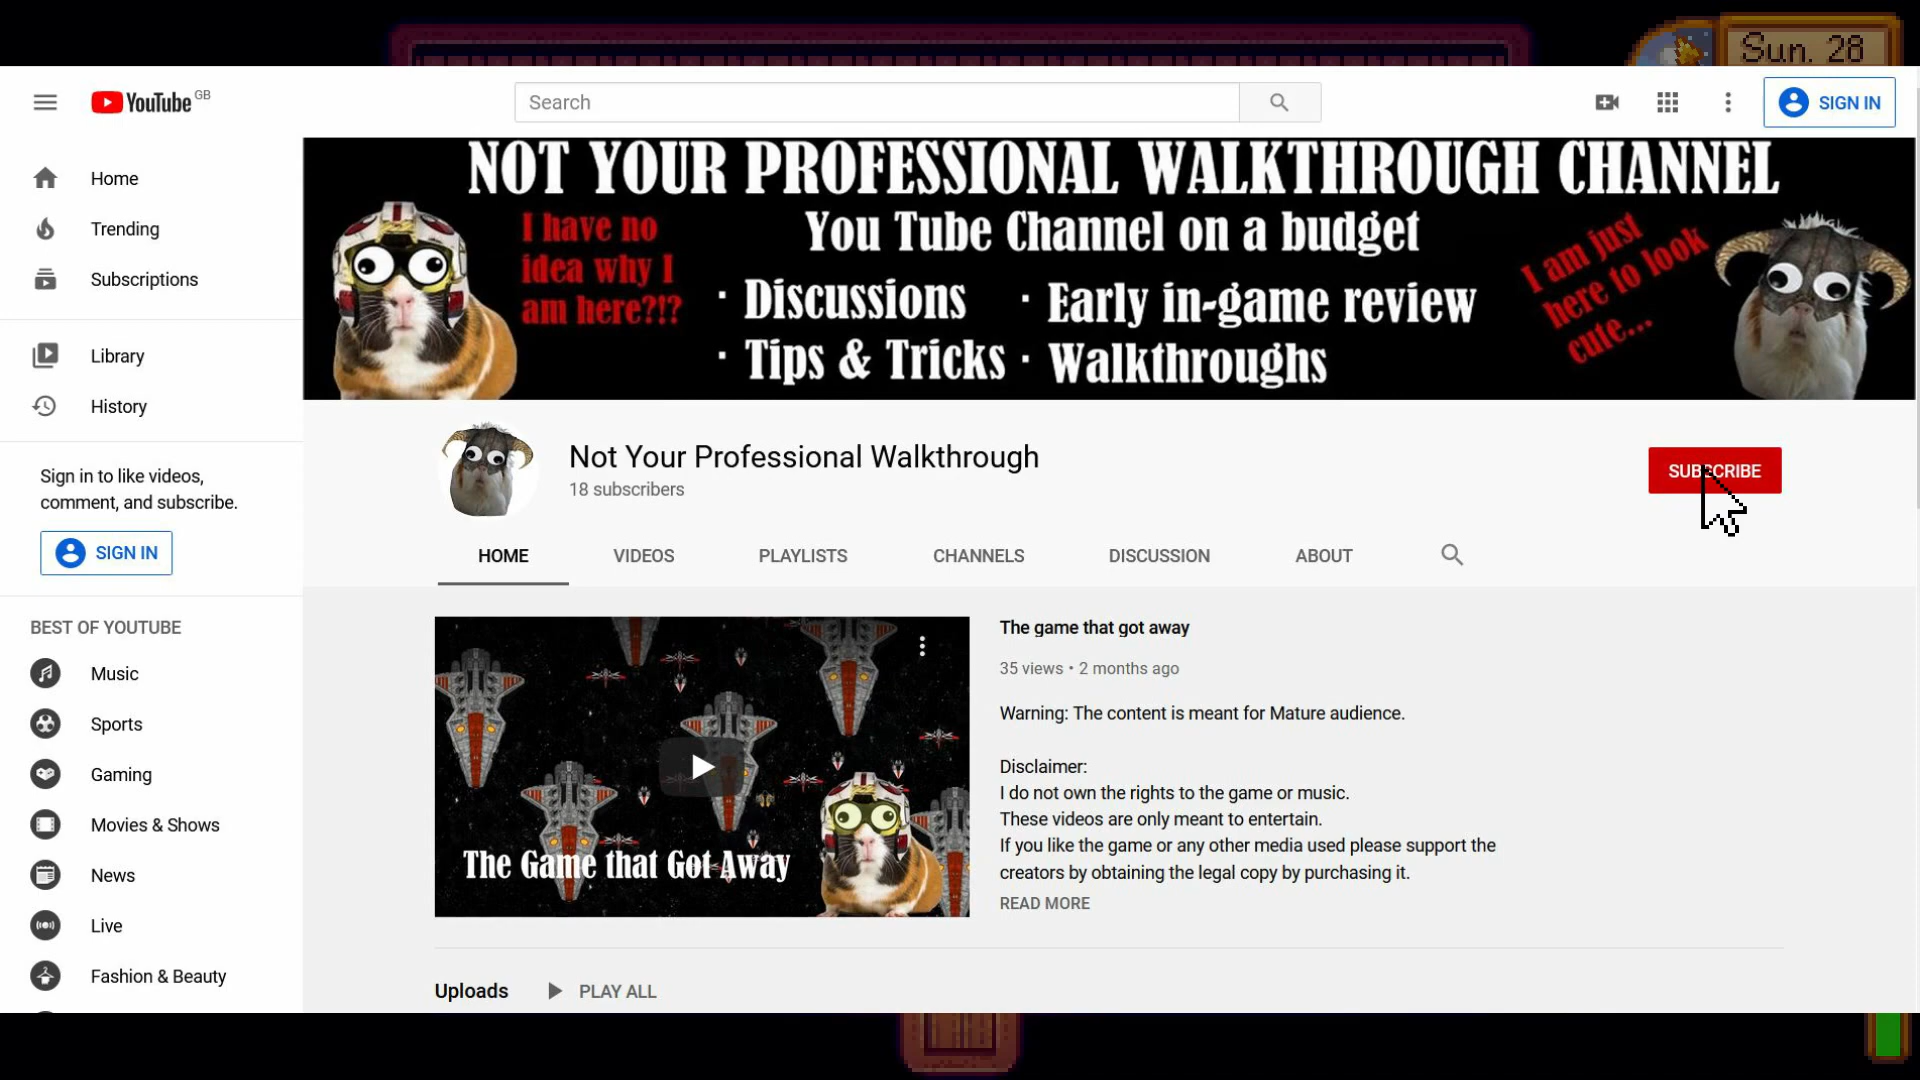 Sun. 28
YouTube GB
Search
SIGN IN
Home
Trending
Subscriptions
Library
History
Sign in to like videos,
comment, and subscribe.
SIGN IN
BEST OF YOUTUBE
Music
Sports
Gaming
Movies & Shows
News
Live
Fashion & Beauty
NOT YOUR PROFESSIONAL WALKTHROUGH CHANNEL
You Tube Channel on a budget
I have no
idea why I
am here?!?
· Discussions
· Early in-game review
· Tips & Tricks
· Walkthroughs
I am just
here to look
cute...
Not Your Professional Walkthrough
18 subscribers
SUBSCRIBE
HOME
VIDEOS
PLAYLISTS
CHANNELS
DISCUSSION
ABOUT
The Game that Got Away
The game that got away
35 views • 2 months ago
Warning: The content is meant for Mature audience.
Disclaimer:
I do not own the rights to the game or music.
These videos are only meant to entertain.
If you like the game or any other media used please support the
creators by obtaining the legal copy by purchasing it.
READ MORE
Uploads
PLAY ALL